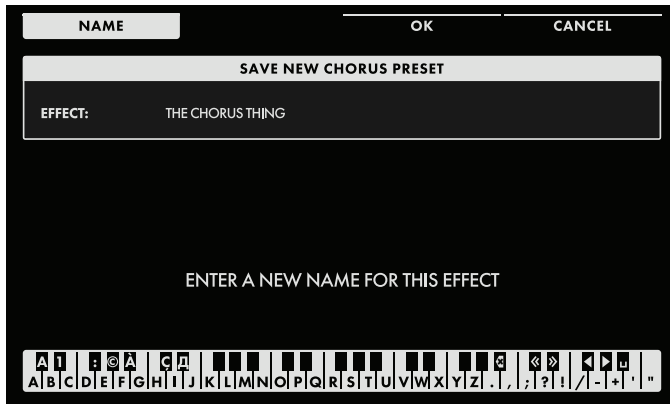 NAME OK CANCEL
SAVE NEW CHORUS PRESET
EFFECT: THE CHORUS THING
ENTER A NEW NAME FOR THIS EFFECT
A 1 : © À Ç Д « » ◀ ▶ ␣
A B C D E F G H I J K L M N O P Q R S T U V W X Y Z . , ; ? ! / - + ' "